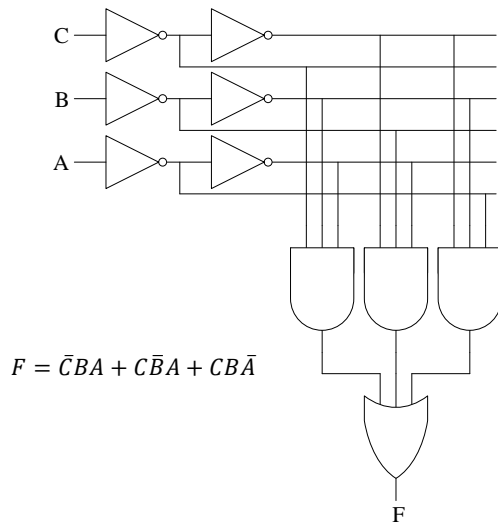 C
B
A
F = C̄BA + CB̄A + CBĀ
F